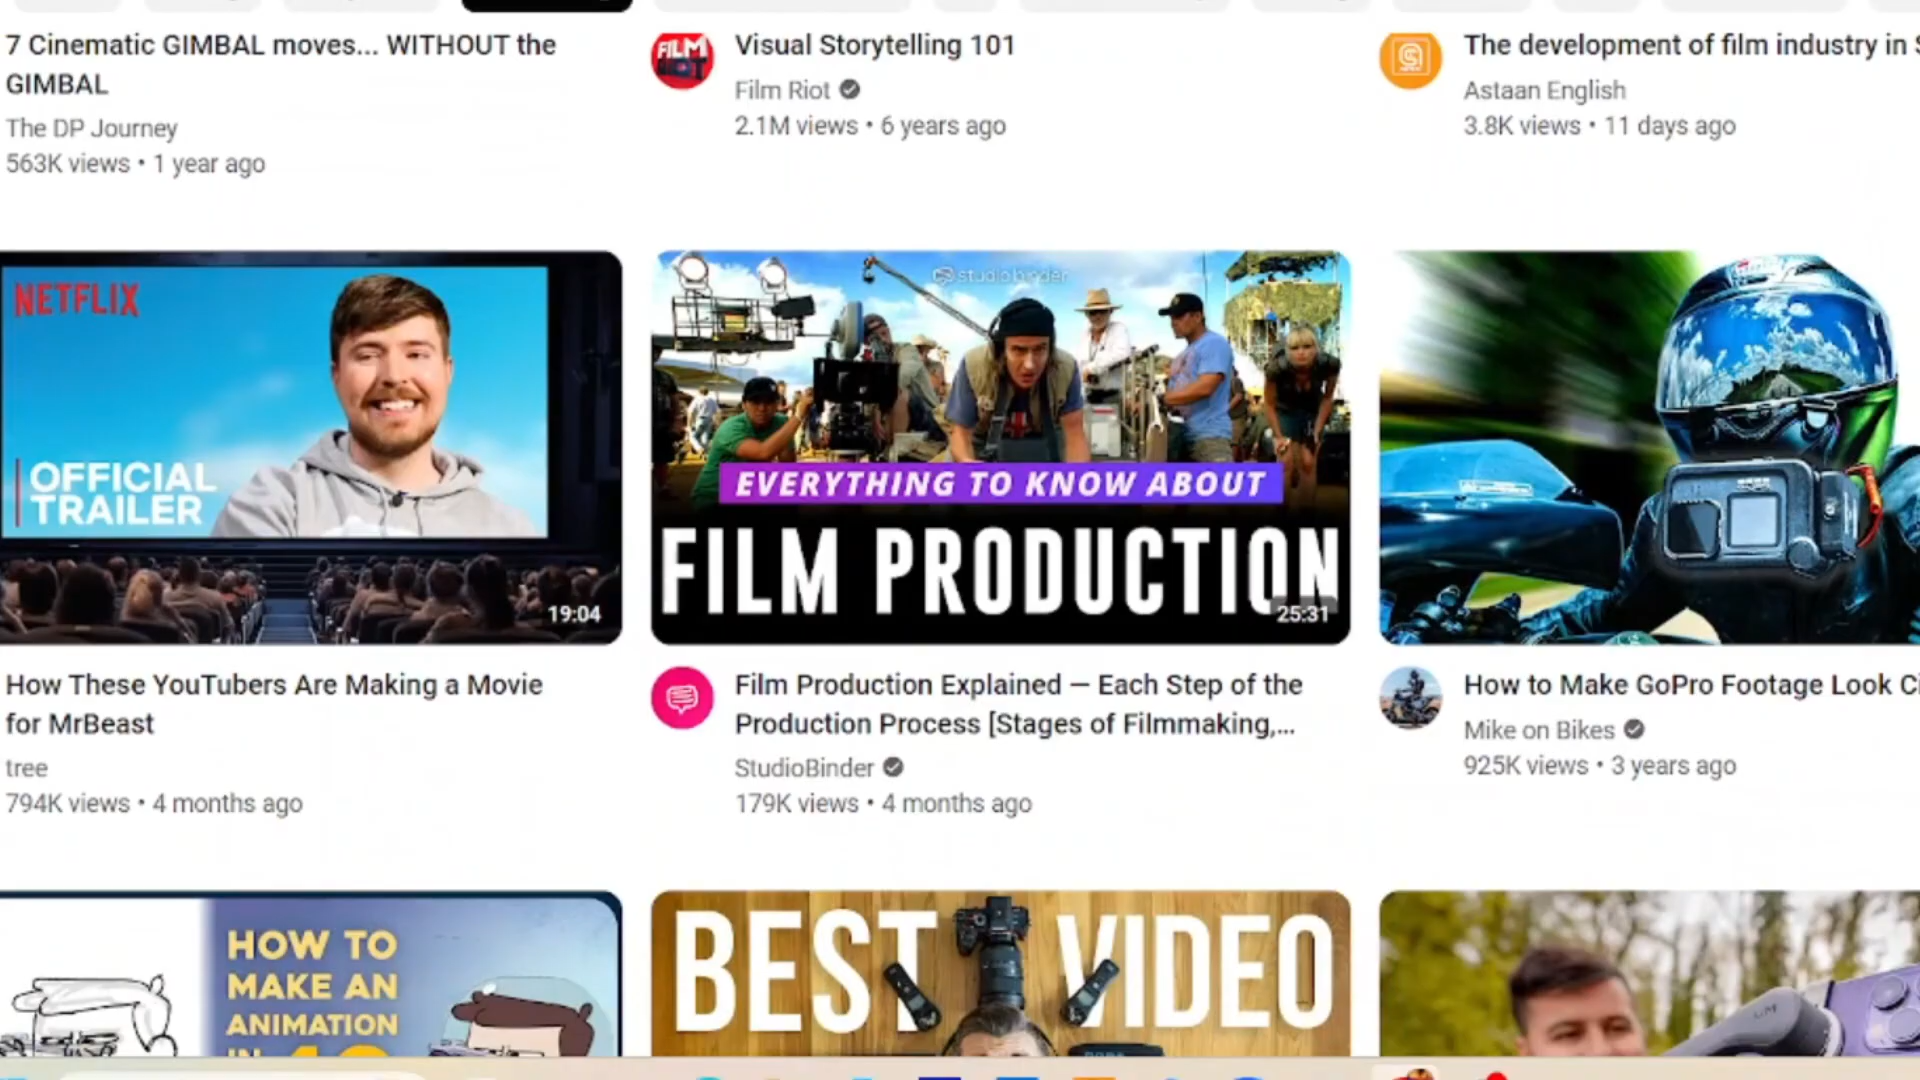 7 Cinematic GIMBAL moves... WITHOUT the
GIMBAL
The DP Journey
563K views • 1 year ago
FILM
RIOT
Visual Storytelling 101
Film Riot
2.1M views • 6 years ago
The development of film industry in
Astaan English
3.8K views • 11 days ago
NETFLIX
OFFICIAL
TRAILER
19:04
How These YouTubers Are Making a Movie
for MrBeast
tree
794K views • 4 months ago
studiobinder
EVERYTHING TO KNOW ABOUT
FILM PRODUCTION
25:31
Film Production Explained — Each Step of the
Production Process [Stages of Filmmaking,...
StudioBinder
179K views • 4 months ago
How to Make GoPro Footage Look
Mike on Bikes
925K views • 3 years ago
HOW TO
MAKE AN
ANIMATION
IN
BEST VIDEO